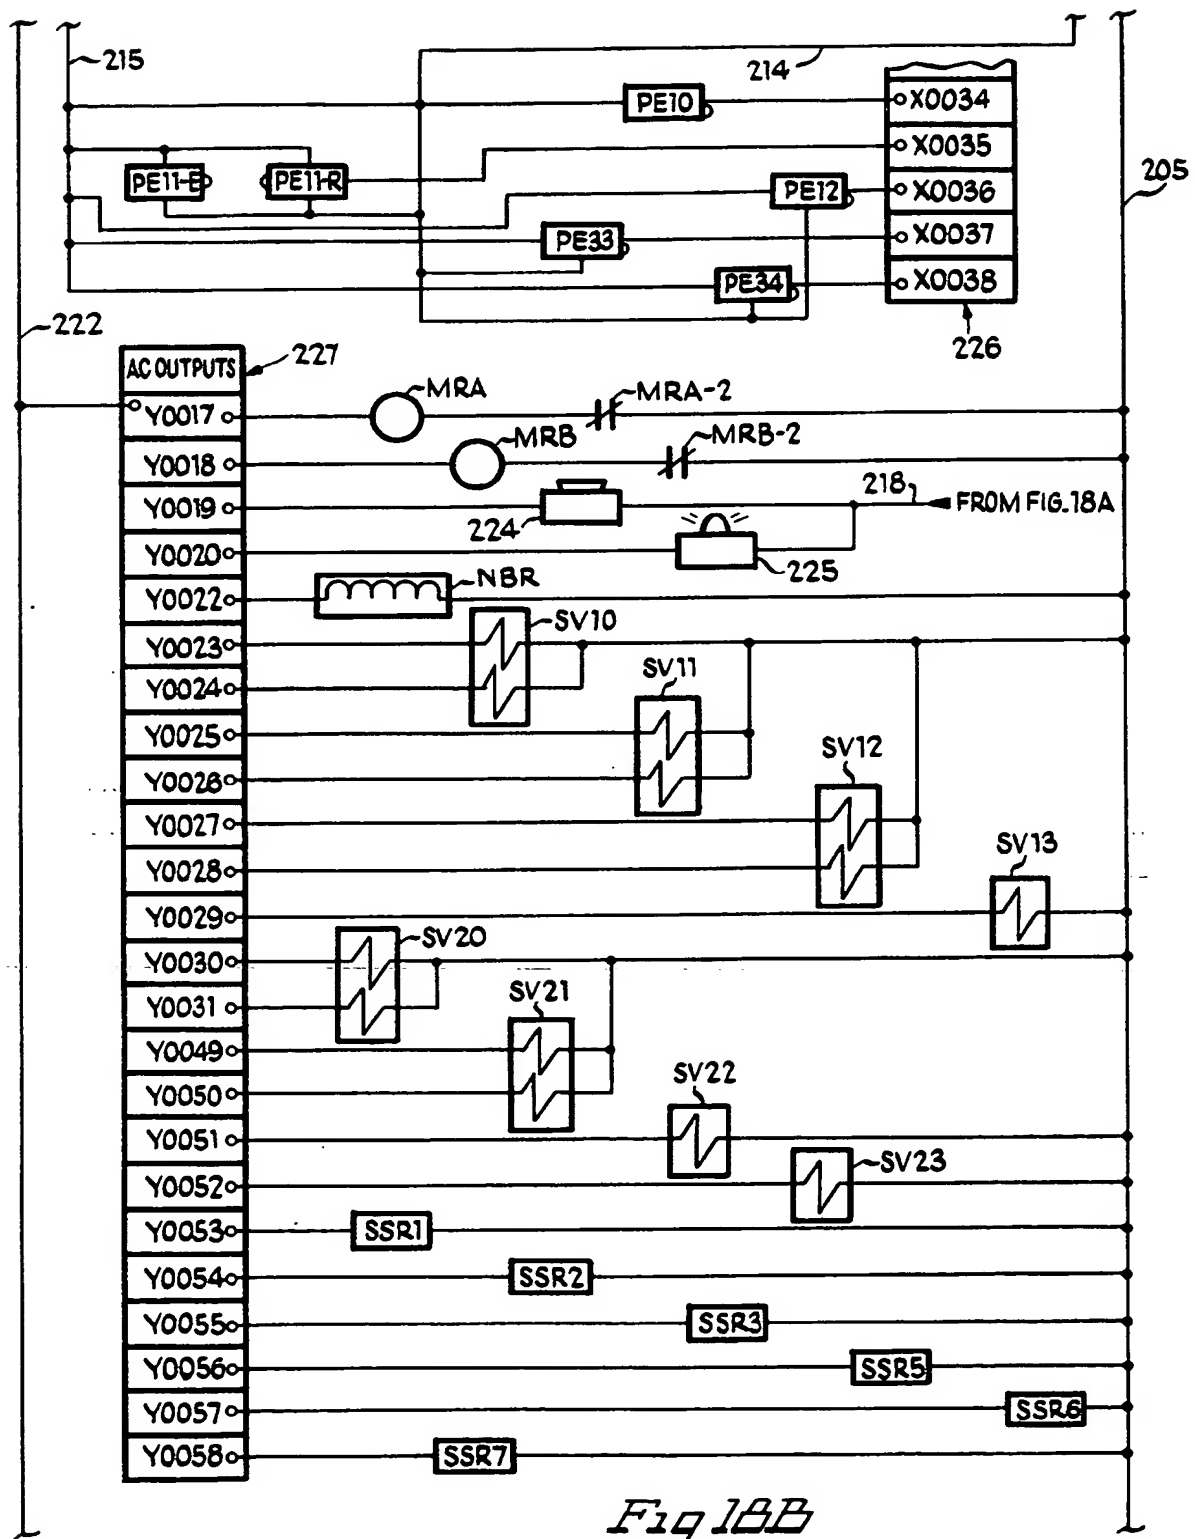 215
214
PE10
X0034
X0035
PE11-E
PE11-R
PE12
X0036
205
PE33
X0037
PE34
X0038
222
226
AC OUTPUTS
227
MRA
MRA-2
Y0017
MRB
MRB-2
Y0018
218
FROM FIG. 18A
Y0019
224
Y0020
225
NBR
Y0022
SV10
Y0023
SV11
Y0024
Y0025
SV12
Y0026
Y0027
SV13
Y0028
Y0029
SV20
Y0030
SV21
Y0031
Y0049
SV22
Y0050
Y0051
SV23
Y0052
Y0053
SSR1
Y0054
SSR2
Y0055
SSR3
Y0056
SSR5
Y0057
SSR6
Y0058
SSR7
Fig 18B